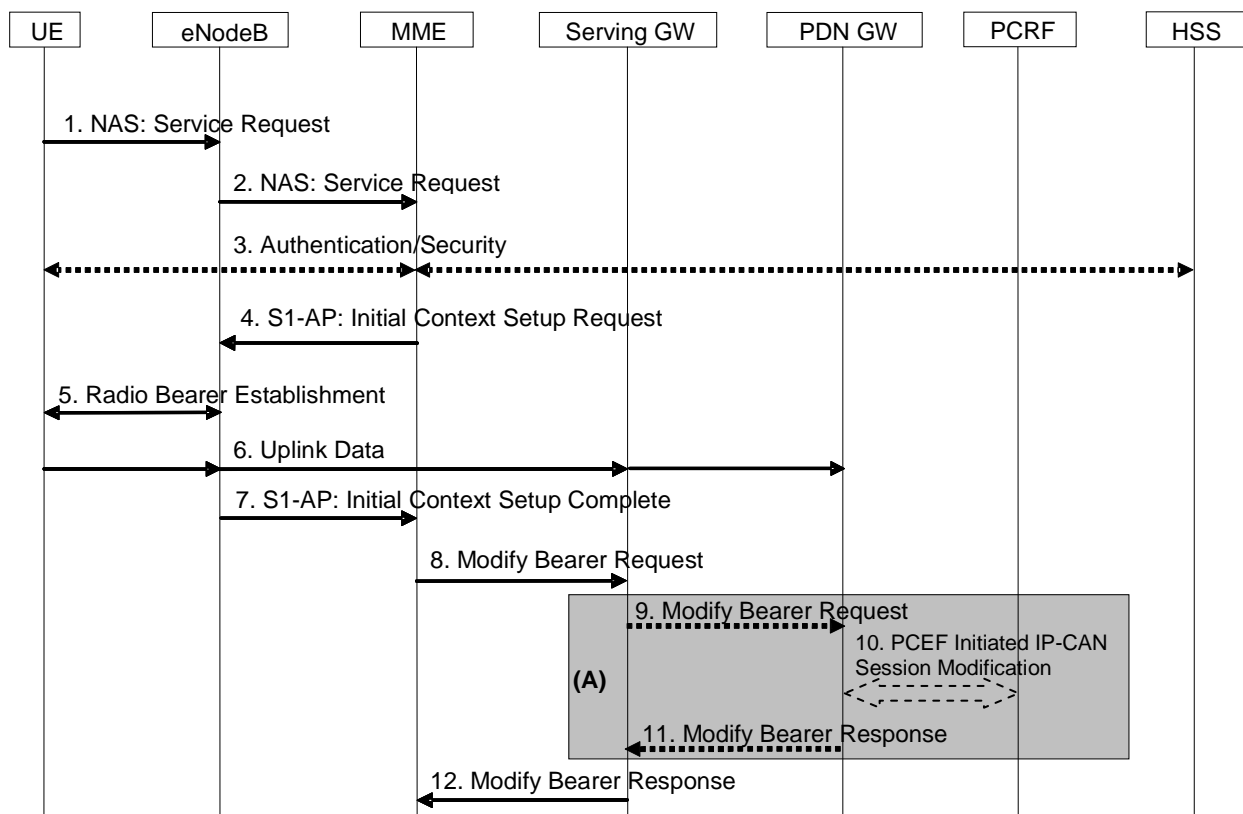 UE
eNodeB
MME
Serving GW
PDN GW
PCRF
HSS
1. NAS: Service Request
2. NAS: Service Request
3. Authentication/Security
4. S1-AP: Initial Context Setup Request
5. Radio Bearer Establishment
6. Uplink Data
7. S1-AP: Initial Context Setup Complete
8. Modify Bearer Request
9. Modify Bearer Request
10. PCEF Initiated IP-CAN
Session Modification
(A)
11. Modify Bearer Response
12. Modify Bearer Response